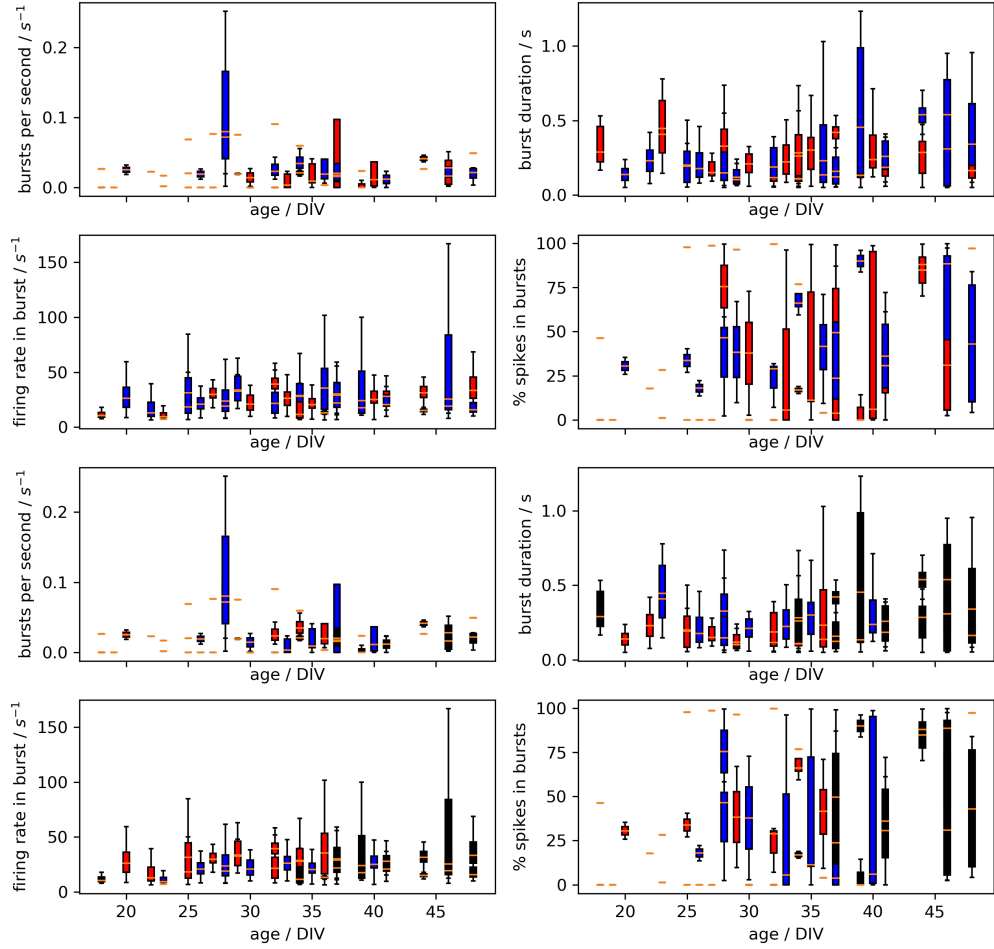 bursts per second / s⁻¹
0.2
0.1
0.0
age / DIV
burst duration / s
1.0
0.5
0.0
age / DIV
firing rate in burst / s⁻¹
150
100
50
0
age / DIV
% spikes in bursts
100
75
50
25
0
age / DIV
bursts per second / s⁻¹
0.2
0.1
0.0
age / DIV
burst duration / s
1.0
0.5
0.0
age / DIV
firing rate in burst / s⁻¹
150
100
50
0
20 25 30 35 40 45
age / DIV
% spikes in bursts
100
75
50
25
0
20 25 30 35 40 45
age / DIV